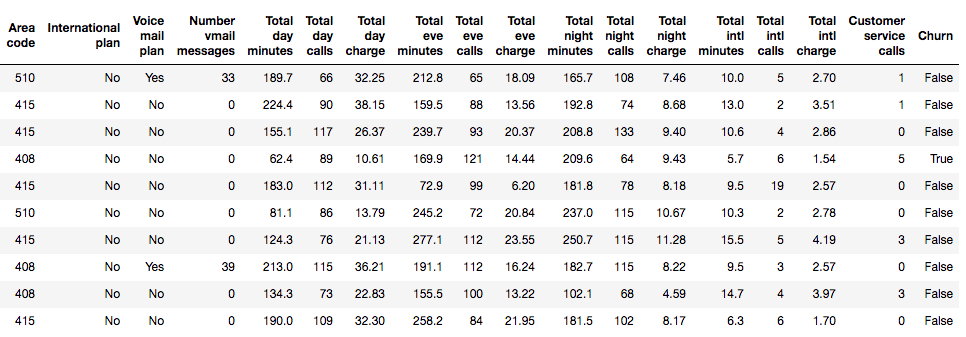 Area code International plan Voice mail plan Number vmail messages Total day minutes Total day calls Total day charge Total eve minutes Total eve calls Total eve charge Total night minutes Total night calls Total night charge Total intl minutes Total intl calls Total intl charge Customer service calls Churn
510 No Yes 33 189.7 66 32.25 212.8 65 18.09 165.7 108 7.46 10.0 5 2.70 1 False
415 No No 0 224.4 90 38.15 159.5 88 13.56 192.8 74 8.68 13.0 2 3.51 1 False
415 No No 0 155.1 117 26.37 239.7 93 20.37 208.8 133 9.40 10.6 4 2.86 0 False
408 No No 0 62.4 89 10.61 169.9 121 14.44 209.6 64 9.43 5.7 6 1.54 5 True
415 No No 0 183.0 112 31.11 72.9 99 6.20 181.8 78 8.18 9.5 19 2.57 0 False
510 No No 0 81.1 86 13.79 245.2 72 20.84 237.0 115 10.67 10.3 2 2.78 0 False
415 No No 0 124.3 76 21.13 277.1 112 23.55 250.7 115 11.28 15.5 5 4.19 3 False
408 No Yes 39 213.0 115 36.21 191.1 112 16.24 182.7 115 8.22 9.5 3 2.57 0 False
408 No No 0 134.3 73 22.83 155.5 100 13.22 102.1 68 4.59 14.7 4 3.97 3 False
415 No No 0 190.0 109 32.30 258.2 84 21.95 181.5 102 8.17 6.3 6 1.70 0 False